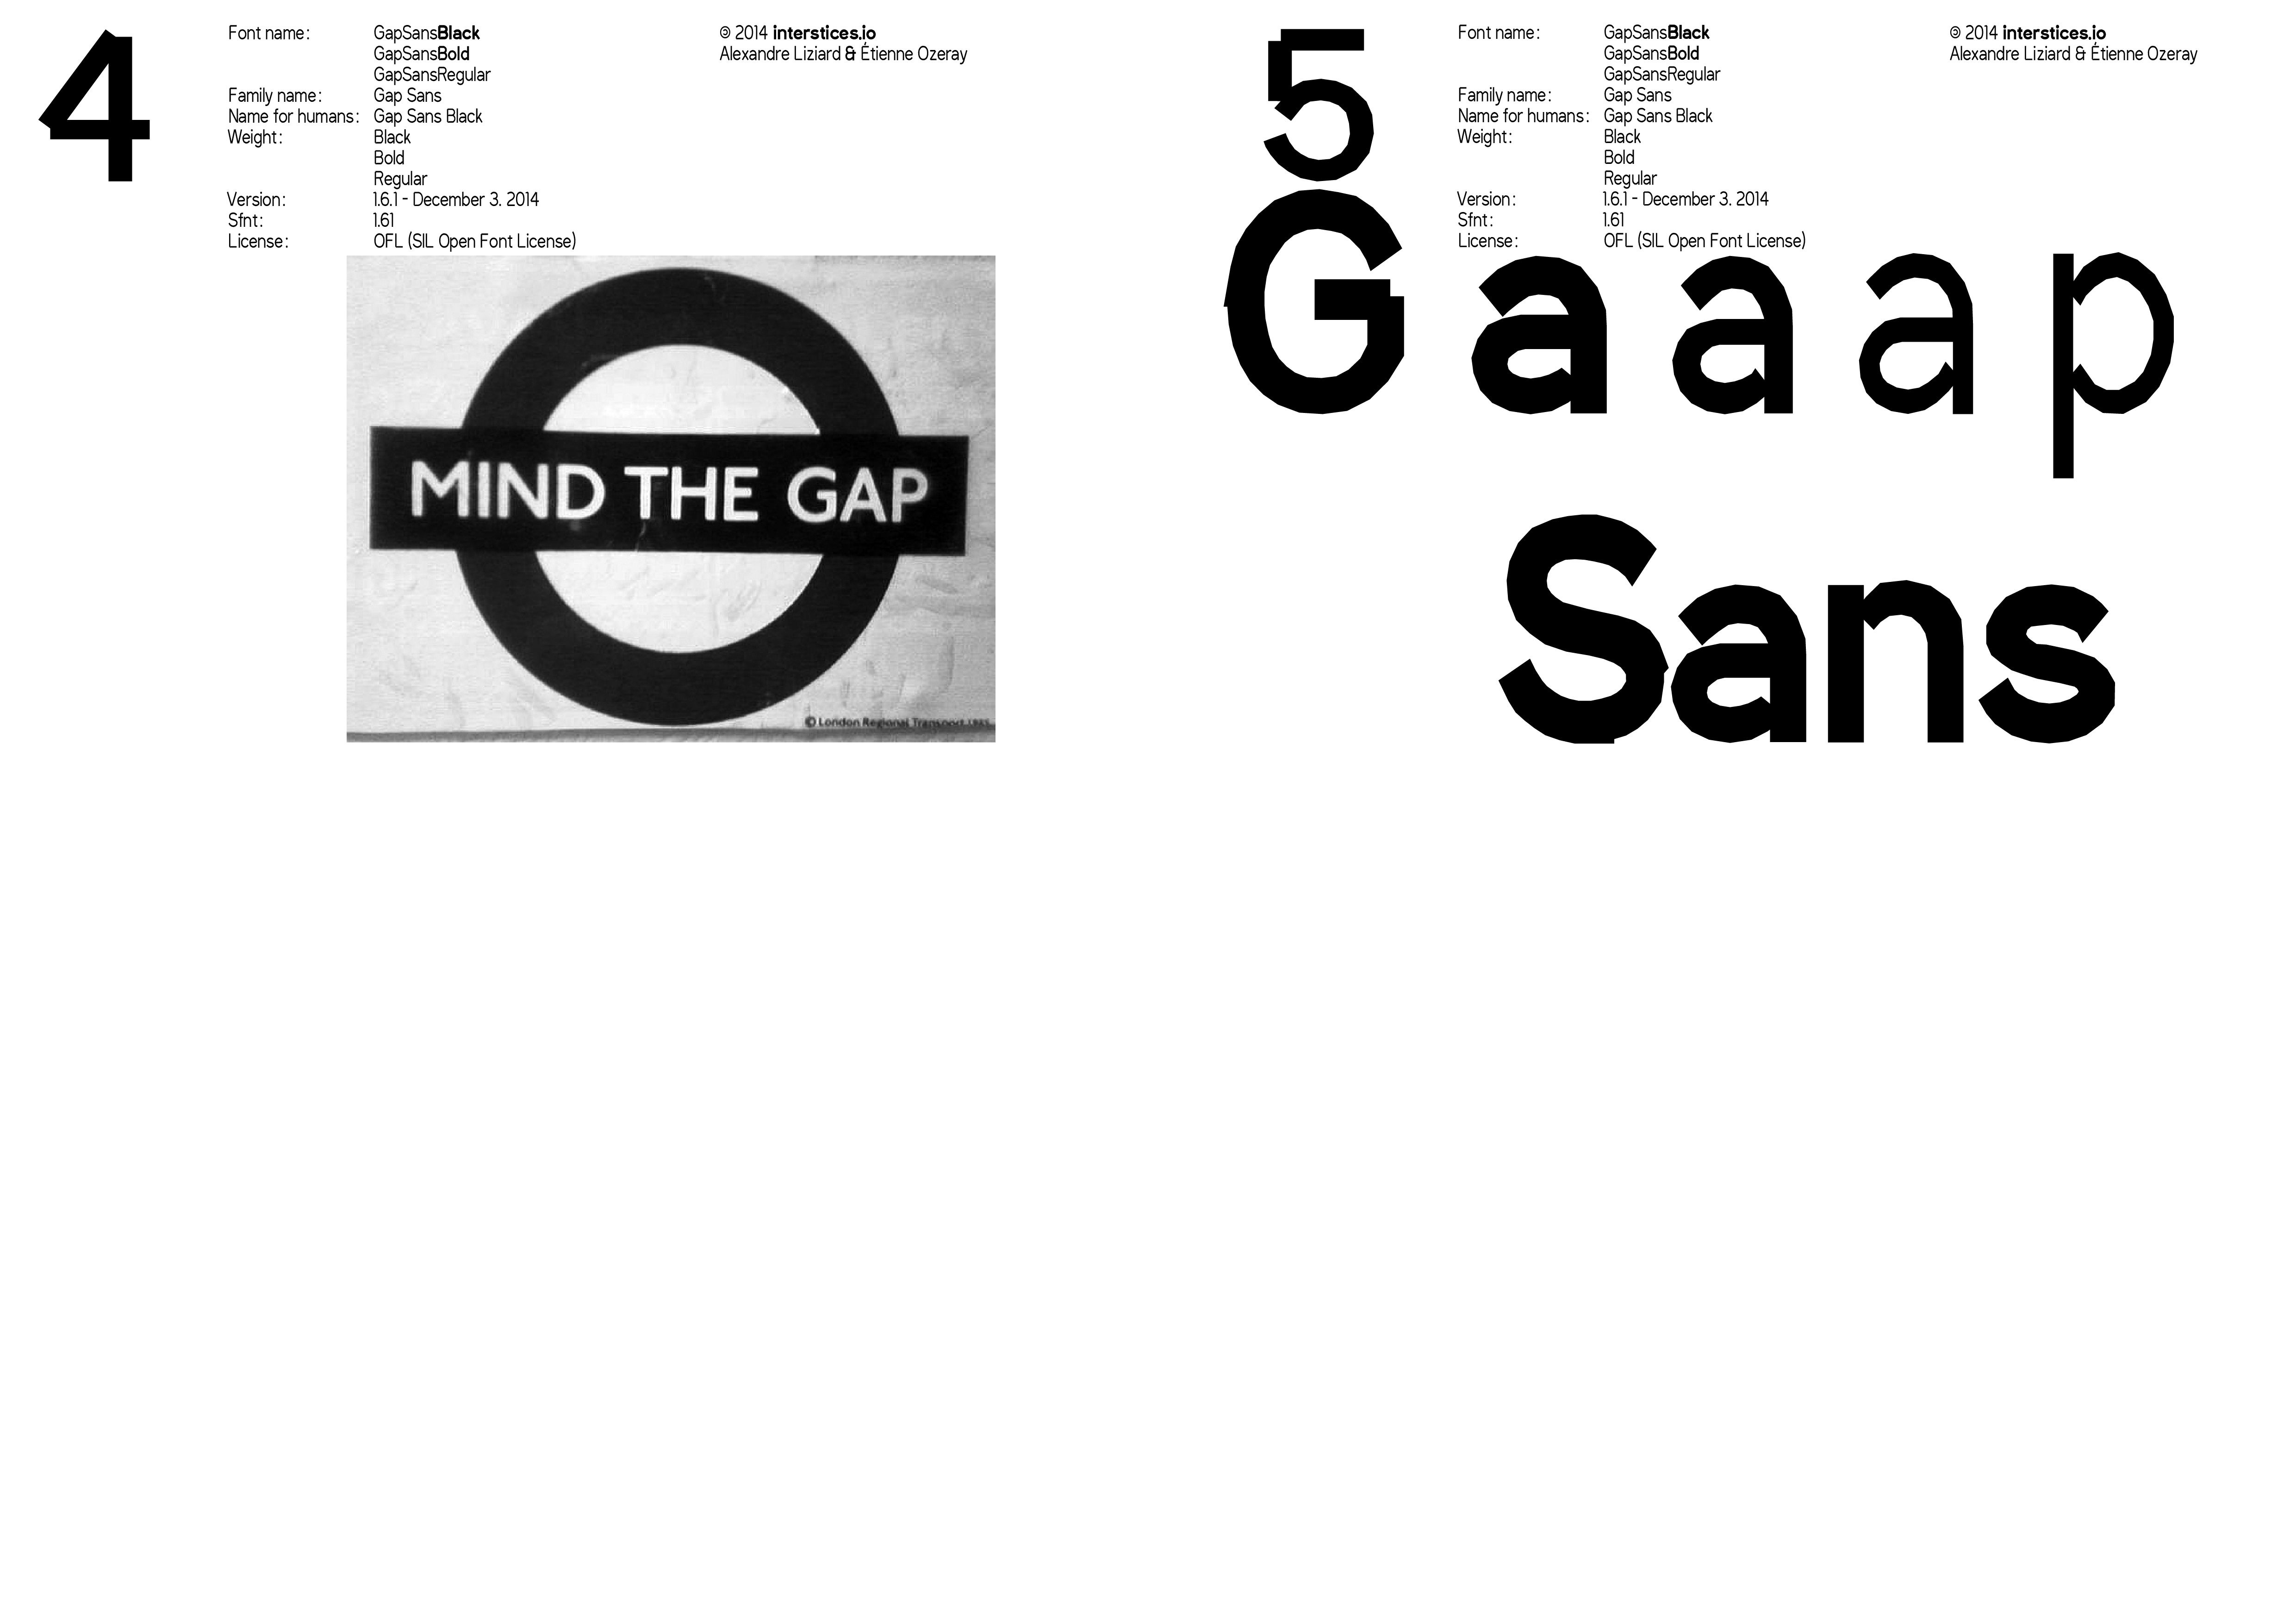 4
Font name: GapSansBlack
GapSansBold
GapSansRegular
Family name: Gap Sans
Name for humans: Gap Sans Black
Weight: Black
Bold
Regular
Version: 1.6.1 - December 3. 2014
Sfnt: 1.61
License: OFL (SIL Open Font License)
🄯 2014 interstices.io
Alexandre Liziard & Étienne Ozeray
MIND THE GAP
© London Regional Transport 1985
5
Font name: GapSansBlack
GapSansBold
GapSansRegular
Family name: Gap Sans
Name for humans: Gap Sans Black
Weight: Black
Bold
Regular
Version: 1.6.1 - December 3. 2014
Sfnt: 1.61
License: OFL (SIL Open Font License)
🄯 2014 interstices.io
Alexandre Liziard & Étienne Ozeray
Gaaap
Sans